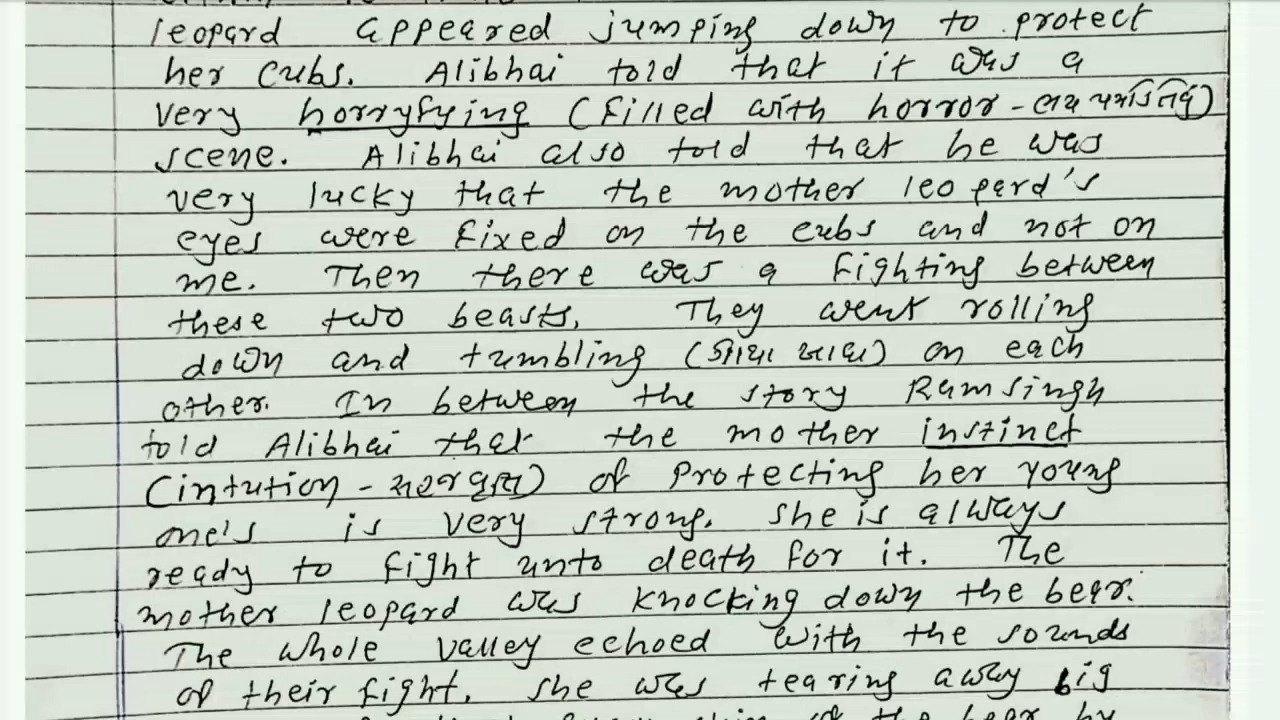 leopard appeared jumping down to protect
her cubs. Alibhai told that it was a
very horryfying (filled with horror -
scene. Alibhai also told that he was
very lucky that the mother leopard's
eyes were fixed on the cubs and not on
me. Then there was a fighting between
these two beasts. They went rolling
down and tumbling ( ) on each
other. In between the story Ramsingh
told Alibhai that the mother instinct
(intution - ) of protecting her young
one's is very strong. She is always
ready to fight unto death for it. The
mother leopard was knocking down the bear.
The whole valley echoed with the sounds
of their fight. She was tearing away big
the bear by